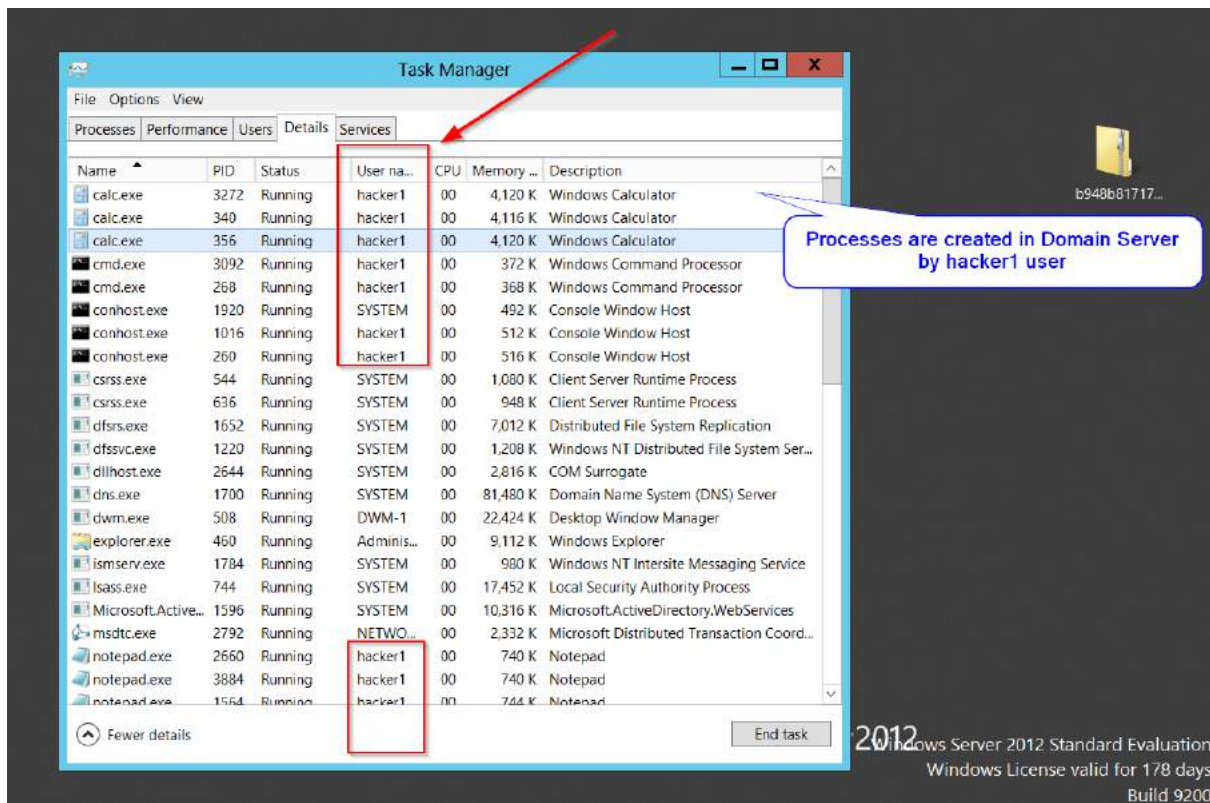 Task Manager
File Options View
Processes Performance Users Details Services
Name PID Status User na... CPU Memory ... Description
calc.exe 3272 Running hacker1 00 4,120 K Windows Calculator
calc.exe 340 Running hacker1 00 4,116 K Windows Calculator
calc.exe 356 Running hacker1 00 4,120 K Windows Calculator
cmd.exe 3092 Running hacker1 00 372 K Windows Command Processor
cmd.exe 268 Running hacker1 00 368 K Windows Command Processor
conhost.exe 1920 Running SYSTEM 00 492 K Console Window Host
conhost.exe 1016 Running hacker1 00 512 K Console Window Host
conhost.exe 260 Running hacker1 00 516 K Console Window Host
csrss.exe 544 Running SYSTEM 00 1,080 K Client Server Runtime Process
csrss.exe 636 Running SYSTEM 00 948 K Client Server Runtime Process
dfsrs.exe 1652 Running SYSTEM 00 7,012 K Distributed File System Replication
dfssvc.exe 1220 Running SYSTEM 00 1,208 K Windows NT Distributed File System Ser...
dllhost.exe 2644 Running SYSTEM 00 2,816 K COM Surrogate
dns.exe 1700 Running SYSTEM 00 81,480 K Domain Name System (DNS) Server
dwm.exe 508 Running DWM-1 00 22,424 K Desktop Window Manager
explorer.exe 460 Running Adminis... 00 9,112 K Windows Explorer
ismserv.exe 1784 Running SYSTEM 00 980 K Windows NT Intersite Messaging Service
lsass.exe 744 Running SYSTEM 00 17,452 K Local Security Authority Process
Microsoft.Active... 1596 Running SYSTEM 00 10,316 K Microsoft.ActiveDirectory.WebServices
msdtc.exe 2792 Running NETWO... 00 2,332 K Microsoft Distributed Transaction Coord...
notepad.exe 2660 Running hacker1 00 740 K Notepad
notepad.exe 3884 Running hacker1 00 740 K Notepad
notepad.exe 1564 Running hacker1 00 744 K Notepad
Fewer details End task
b948b81717...
Processes are created in Domain Server
by hacker1 user
2012
Windows Server 2012 Standard Evaluation
Windows License valid for 178 days
Build 9200